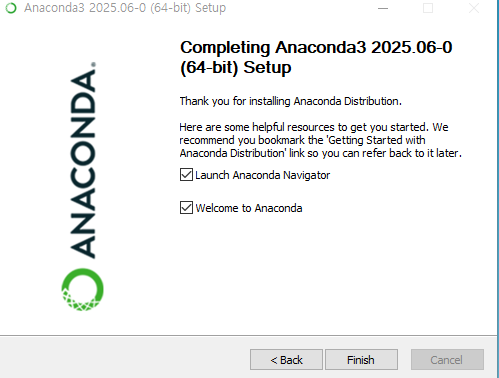 Anaconda3 2025.06-0 (64-bit) Setup
Completing Anaconda3 2025.06-0
(64-bit) Setup
Thank you for installing Anaconda Distribution.
Here are some helpful resources to get you started. We
recommend you bookmark the 'Getting Started with
Anaconda Distribution' link so you can refer back to it later.
Launch Anaconda Navigator
Welcome to Anaconda
ANACONDA.
< Back
Finish
Cancel